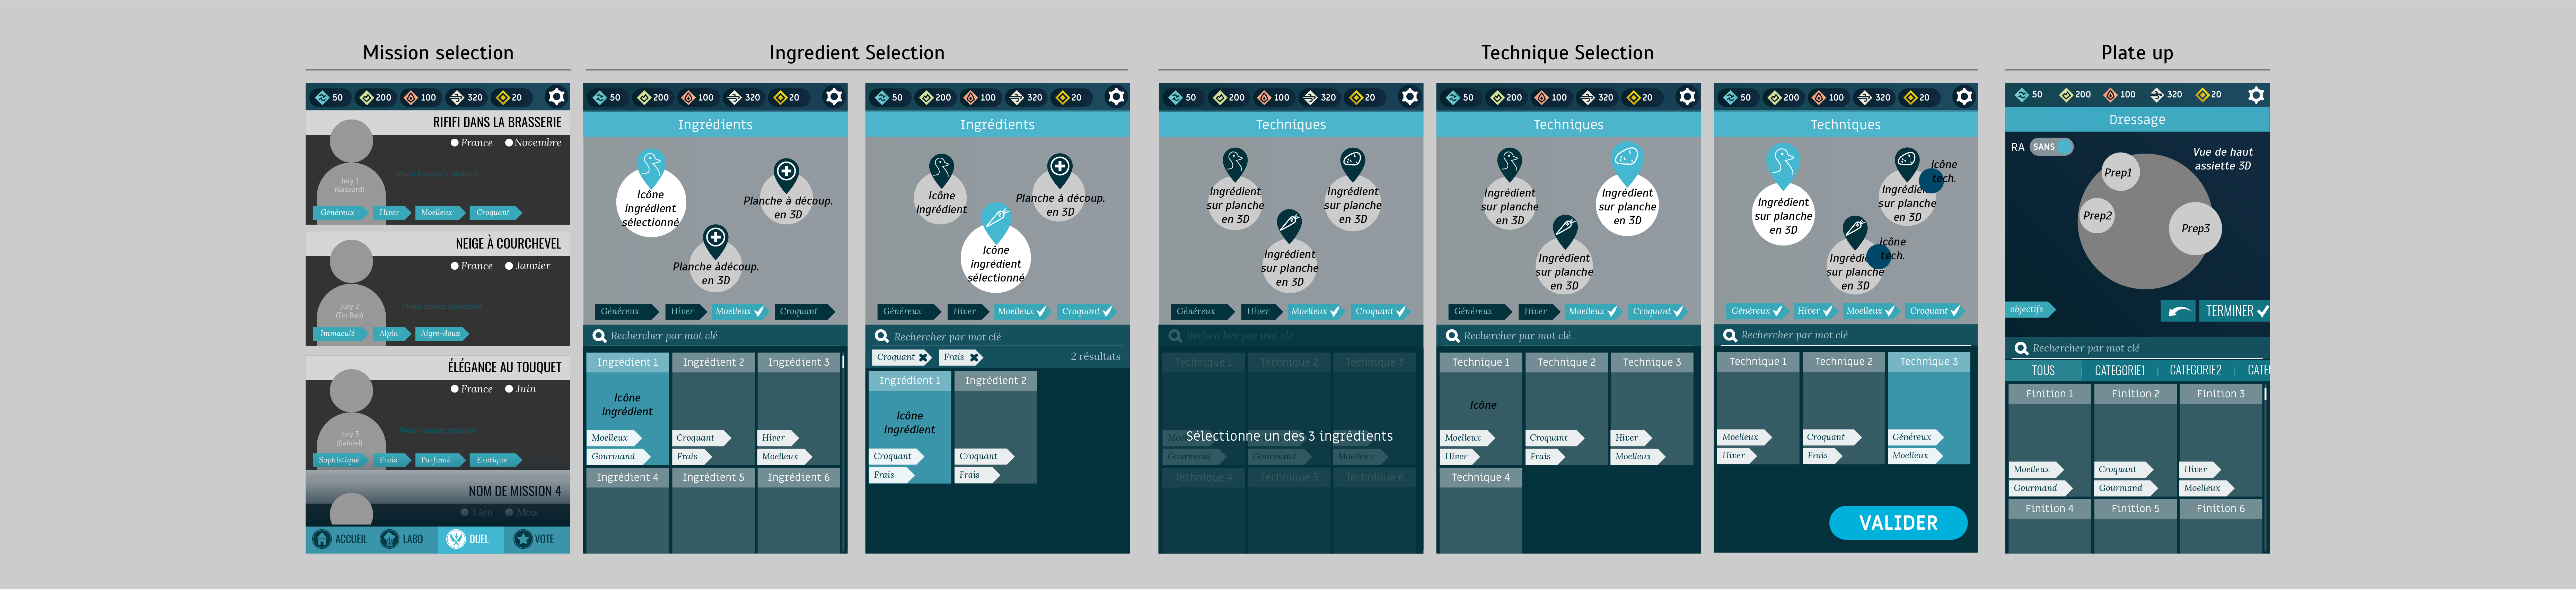 Mission selection
Ingredient Selection
Technique Selection
Plate up
50 200 100 320 20
RIFIFI DANS LA BRASSERIE
France Novembre
Jury 1
(Gaspard)
Généreux Hiver Moelleux Croquant
NEIGE À COURCHEVEL
France Janvier
Jury 2
(Tin Bao)
Immaculé Alpin Aigre-doux
ÉLÉGANCE AU TOUQUET
France Juin
Jury 3
(Gabriel)
Sophistiqué Frais Parfumé Exotique
NOM DE MISSION 4
Lieu Mois
ACCUEIL LABO DUEL VOTE
50 200 100 320 20
Ingrédients
Icône
ingrédient
sélectionné
Planche à découp.
en 3D
Planche àdécoup.
en 3D
Généreux Hiver Moelleux Croquant
Rechercher par mot clé
Ingrédient 1 Ingrédient 2 Ingrédient 3
Icône
ingrédient
Moelleux Croquant Hiver
Gourmand Frais Moelleux
Ingrédient 4 Ingrédient 5 Ingrédient 6
50 200 100 320 20
Ingrédients
Icône
ingrédient
Planche à découp.
en 3D
Icône
ingrédient
sélectionné
Généreux Hiver Moelleux Croquant
Rechercher par mot clé
Croquant Frais 2 résultats
Ingrédient 1 Ingrédient 2
Icône
ingrédient
Croquant Croquant
Frais Frais
50 200 100 320 20
Techniques
Ingrédient
sur planche
en 3D
Ingrédient
sur planche
en 3D
Ingrédient
sur planche
en 3D
Généreux Hiver Moelleux Croquant
Rechercher par mot clé
Technique 1 Technique 2 Technique 3
Sélectionne un des 3 ingrédients
Gourmand Gourmand Moelleux
Technique 4 Technique 5 Technique 6
50 200 100 320 20
Techniques
Ingrédient
sur planche
en 3D
Ingrédient
sur planche
en 3D
Ingrédient
sur planche
en 3D
Généreux Hiver Moelleux Croquant
Rechercher par mot clé
Technique 1 Technique 2 Technique 3
Icône
Moelleux Croquant Hiver
Hiver Frais Moelleux
Technique 4
50 200 100 320 20
Techniques
Ingrédient
sur planche
en 3D
icône
tech.
sur planche
en 3D
icône
tech.
sur planche
en 3D
Généreux Hiver Moelleux Croquant
Rechercher par mot clé
Technique 1 Technique 2 Technique 3
Moelleux Croquant Généreux
Hiver Frais Moelleux
VALIDER
50 200 100 320 20
Dressage
RA SANS
Vue de haut
assiette 3D
Prep1
Prep2
Prep3
objectifs
TERMINER
Rechercher par mot clé
TOUS CATEGORIE1 CATEGORIE2 CATE
Finition 1 Finition 2 Finition 3
Moelleux Croquant Hiver
Gourmand Gourmand Moelleux
Finition 4 Finition 5 Finition 6